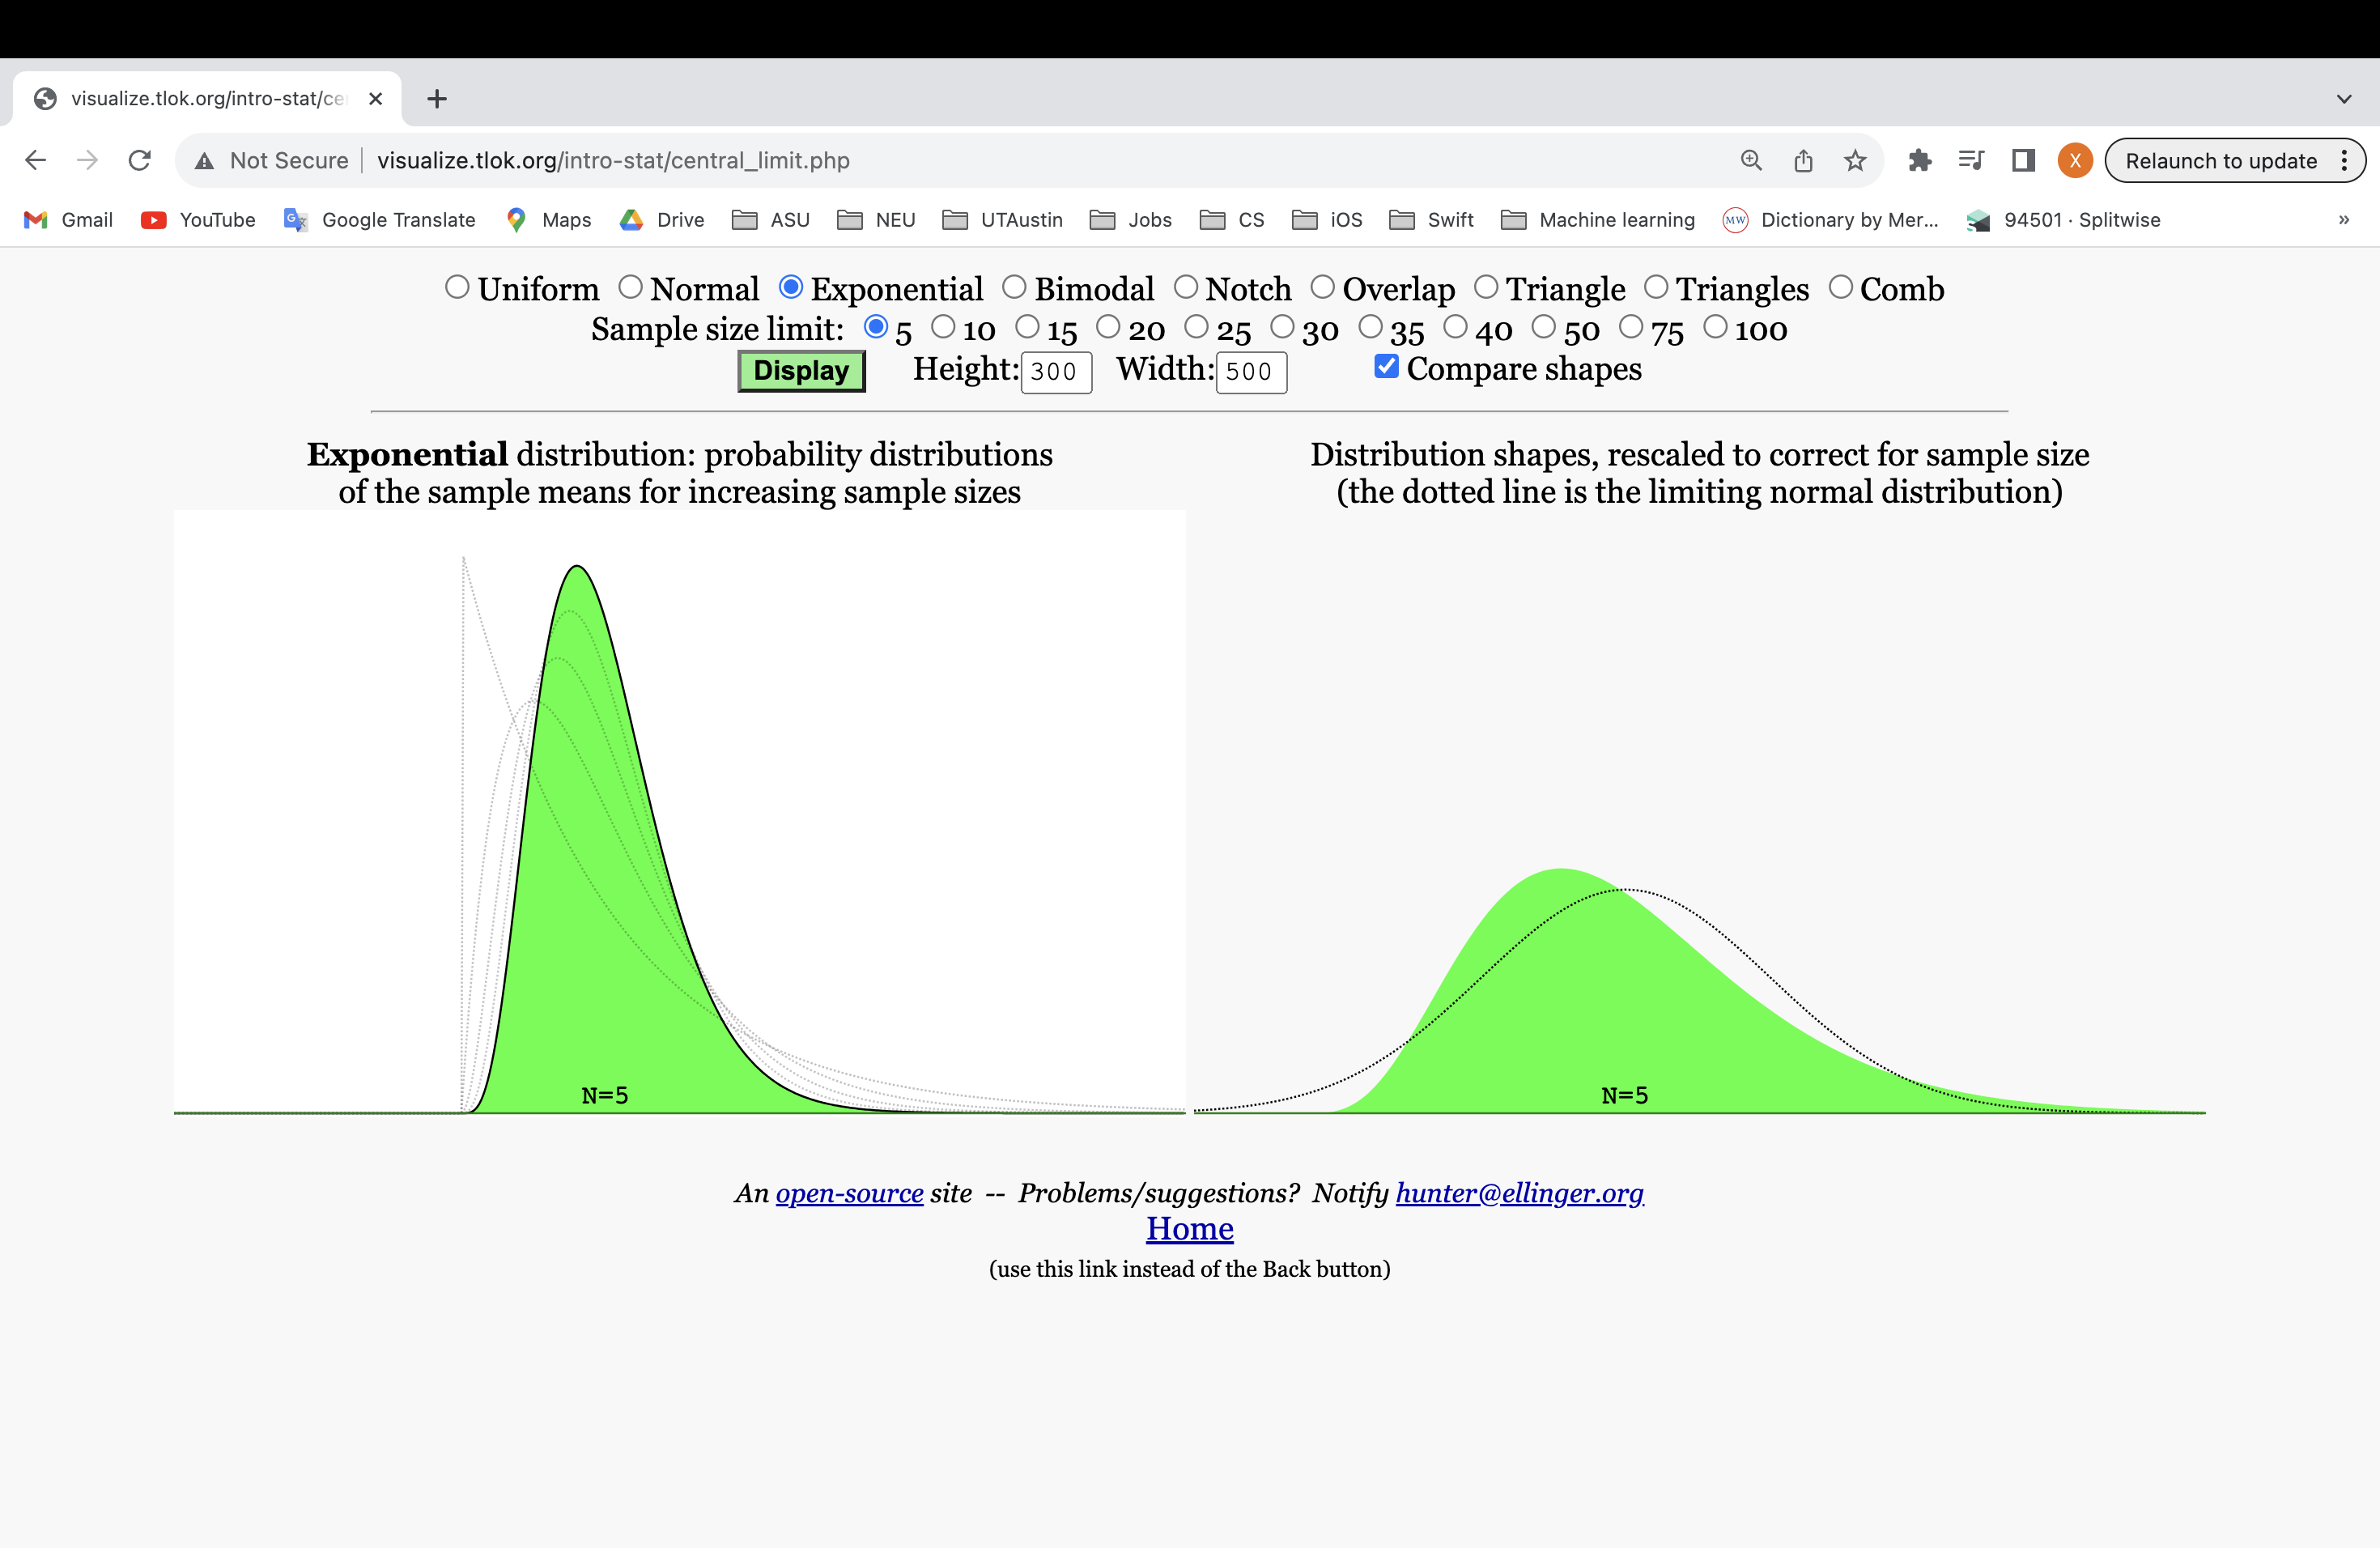 visualize.tlok.org/intro-stat/ce
Not Secure visualize.tlok.org/intro-stat/central_limit.php X Relaunch to update
Gmail YouTube Google Translate Maps Drive ASU NEU UTAustin Jobs CS iOS Swift Machine learning MW Dictionary by Mer... 94501 · Splitwise »
Uniform Normal Exponential Bimodal Notch Overlap Triangle Triangles Comb
Sample size limit: 5 10 15 20 25 30 35 40 50 75 100
Display Height: 300 Width: 500 Compare shapes
Exponential distribution: probability distributions
of the sample means for increasing sample sizes
Distribution shapes, rescaled to correct for sample size
(the dotted line is the limiting normal distribution)
N=5
N=5
An open-source site -- Problems/suggestions? Notify hunter@ellinger.org
Home
(use this link instead of the Back button)